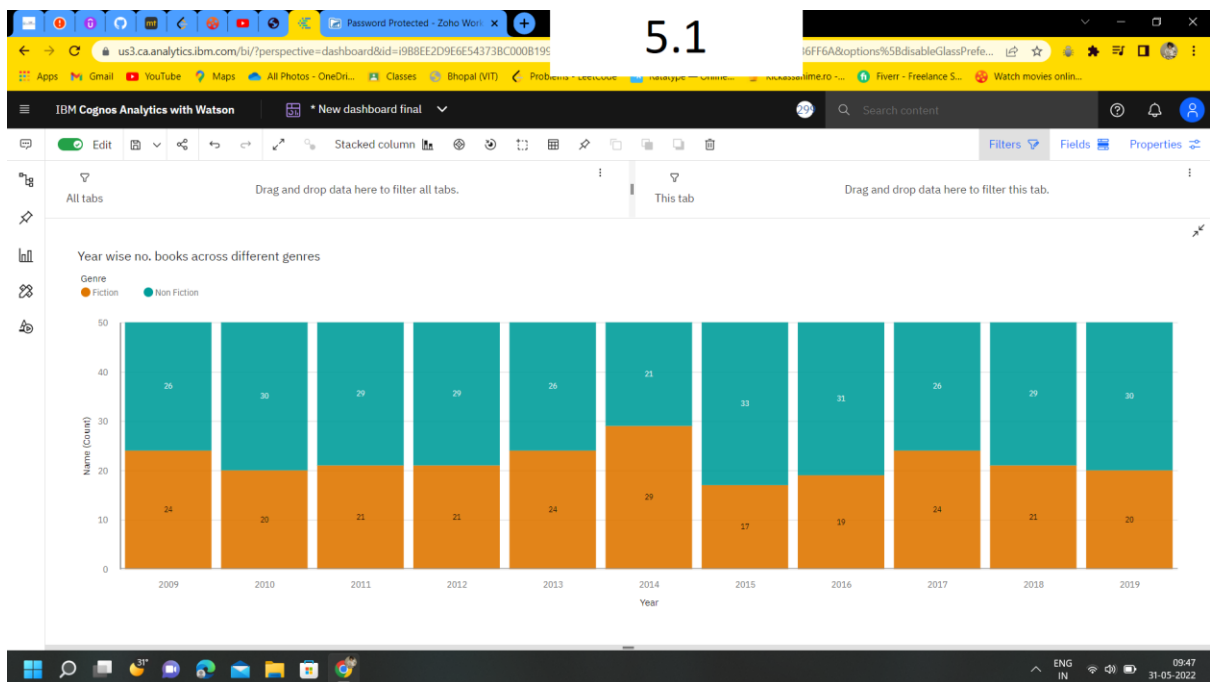 Password Protected - Zoho Work
5.1
us3.ca.analytics.ibm.com/bi/?perspective=dashboard&id=i9B8EE2D9E6E54373BC000B199
36FF6A&options%5BdisableGlassPrefe...
Apps Gmail YouTube Maps All Photos - OneDri... Classes Bhopal (VIT) Problems - LeetCode Fiverr - Freelance S... Watch movies onlin...
IBM Cognos Analytics with Watson
* New dashboard final
Search content
Edit
Stacked column
Filters Fields Properties
All tabs
Drag and drop data here to filter all tabs.
This tab
Drag and drop data here to filter this tab.
Year wise no. books across different genres
Genre
Fiction Non Fiction
Name (Count)
50
40
30
20
10
0
26 30 29 29 26 21 33 31 26 29 30
24 20 21 21 24 29 17 19 24 21 20
2009 2010 2011 2012 2013 2014 2015 2016 2017 2018 2019
Year
31°
ENG
IN
09:47
31-05-2022